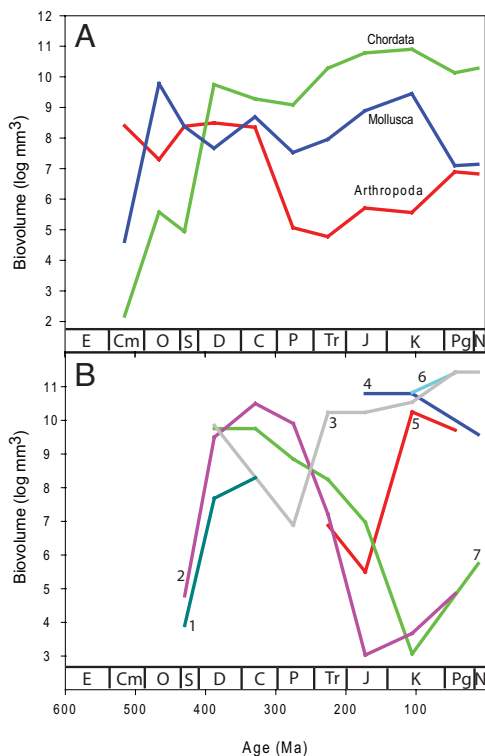 A
12
11
10
9
8
7
6
5
4
3
2
Biovolume (log mm³)
Chordata
Mollusca
Arthropoda
E Cm O S D C P Tr J K Pg N
B
11
10
9
8
7
6
5
4
3
Biovolume (log mm³)
1
2
3
4
5
6
7
E Cm O S D C P Tr J K Pg N
600 500 400 300 200 100
Age (Ma)